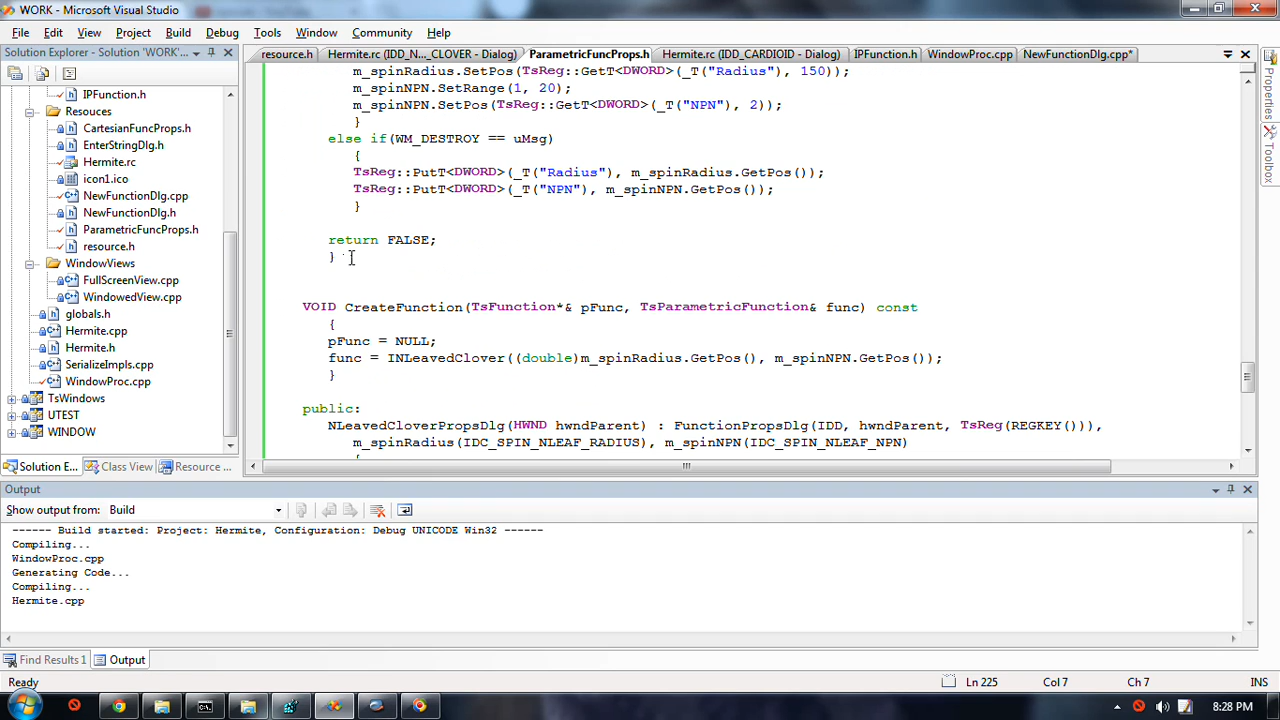 WORK - Microsoft Visual Studio
File Edit View Project Build Debug Tools Window Community Help
Solution Explorer - Solution 'WORK'...
resource.h Hermite.rc (IDD_N..._CLOVER - Dialog) ParametricFuncProps.h Hermite.rc (IDD_CARDIOID - Dialog) IPFunction.h WindowProc.cpp NewFunctionDlg.cpp*
IPFunction.h
Resouces
CartesianFuncProps.h
EnterStringDlg.h
Hermite.rc
icon1.ico
NewFunctionDlg.cpp
NewFunctionDlg.h
ParametricFuncProps.h
resource.h
WindowViews
FullScreenView.cpp
WindowedView.cpp
globals.h
Hermite.cpp
Hermite.h
SerializeImpls.cpp
WindowProc.cpp
TsWindows
UTEST
WINDOW
Solution E... Class View Resource ...
m_spinRadius.SetPos(TsReg::GetT<DWORD>(_T("Radius"), 150));
m_spinNPN.SetRange(1, 20);
m_spinNPN.SetPos(TsReg::GetT<DWORD>(_T("NPN"), 2));
}
else if(WM_DESTROY == uMsg)
{
TsReg::PutT<DWORD>(_T("Radius"), m_spinRadius.GetPos());
TsReg::PutT<DWORD>(_T("NPN"), m_spinNPN.GetPos());
}
return FALSE;
}
VOID CreateFunction(TsFunction*& pFunc, TsParametricFunction& func) const
{
pFunc = NULL;
func = INLeavedClover((double)m_spinRadius.GetPos(), m_spinNPN.GetPos());
}
public:
NLeavedCloverPropsDlg(HWND hwndParent) : FunctionPropsDlg(IDD, hwndParent, TsReg(REGKEY())),
m_spinRadius(IDC_SPIN_NLEAF_RADIUS), m_spinNPN(IDC_SPIN_NLEAF_NPN)
{
Properties
Toolbox
Output
Show output from: Build
------ Build started: Project: Hermite, Configuration: Debug UNICODE Win32 ------
Compiling...
WindowProc.cpp
Generating Code...
Compiling...
Hermite.cpp
Find Results 1 Output
Ready Ln 225 Col 7 Ch 7 INS
8:28 PM